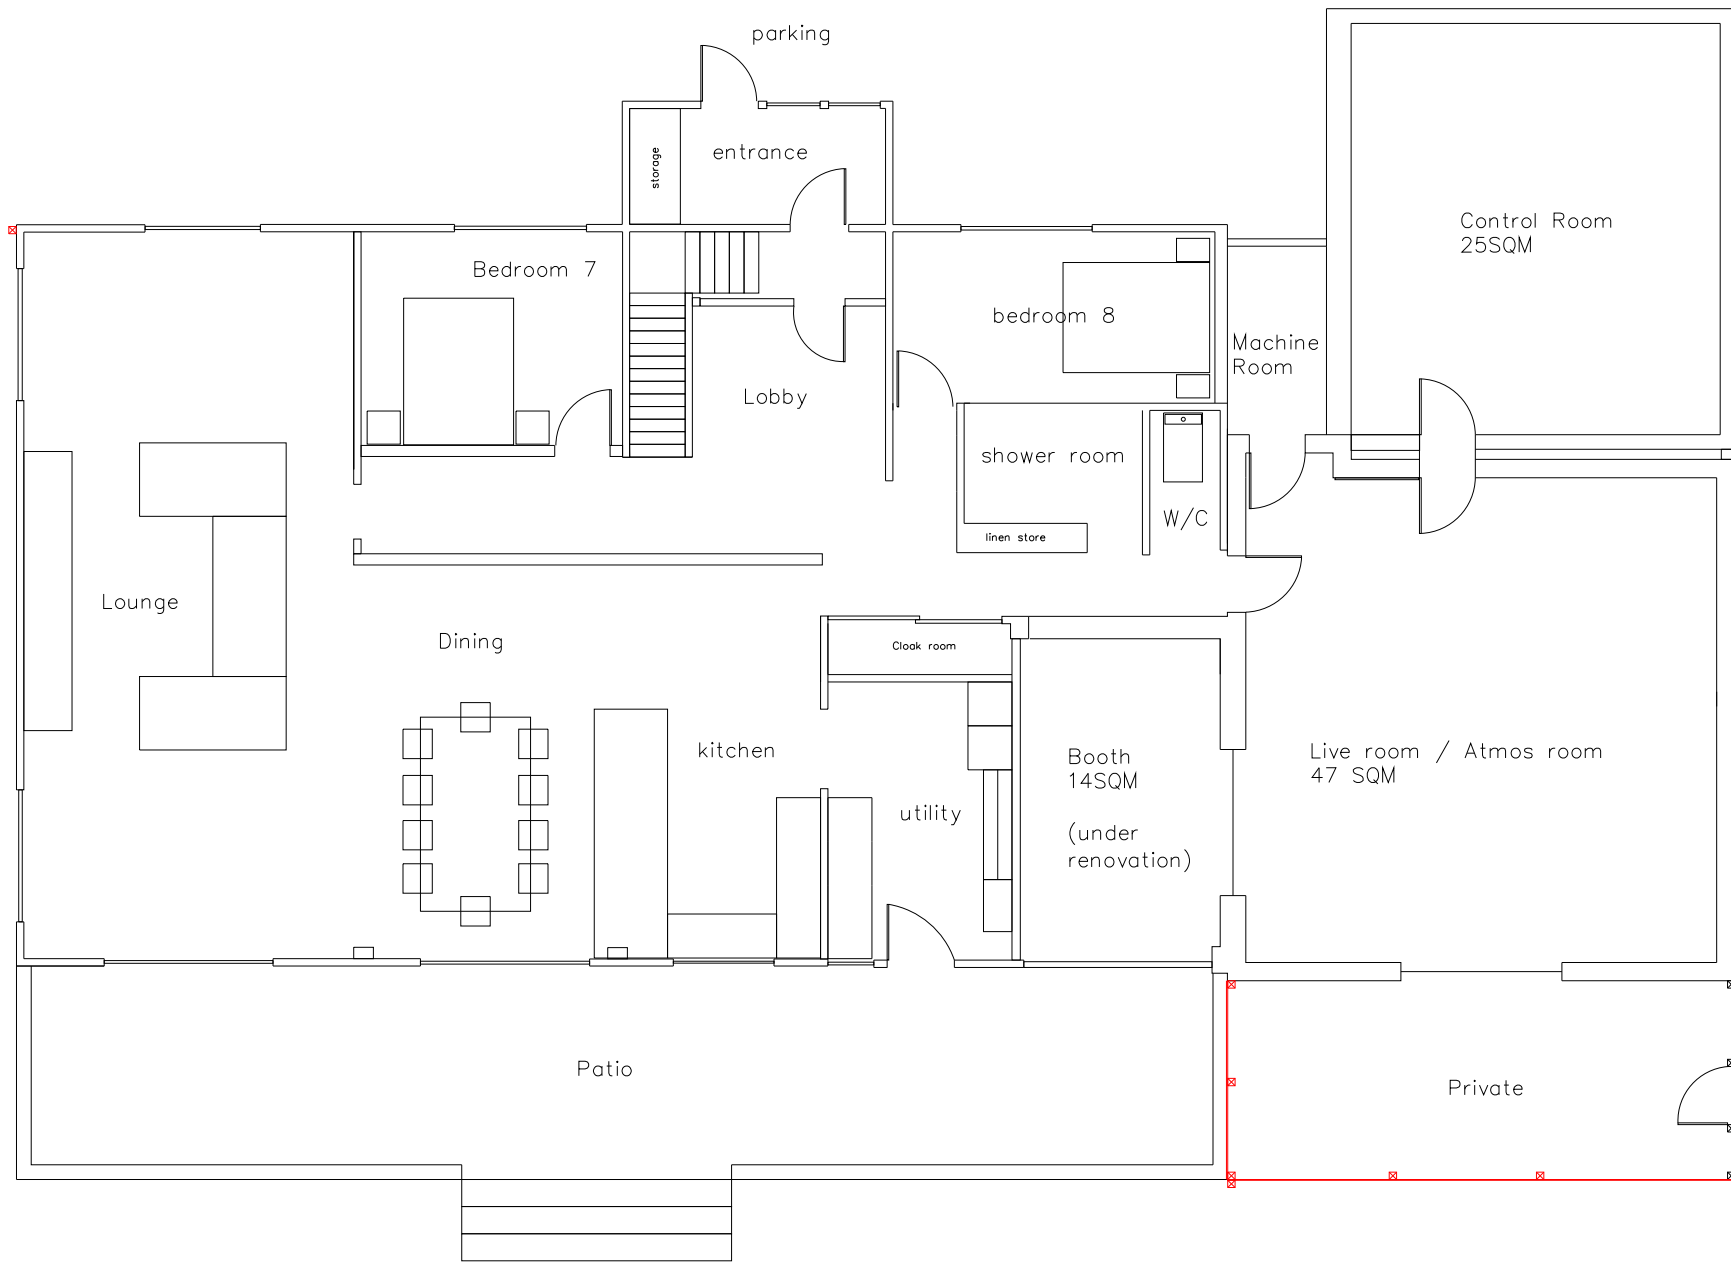 parking
storage
entrance
Control Room
25SQM
Bedroom 7
bedroom 8
Machine
Room
Lobby
shower room
W/C
linen store
Lounge
Dining
Cloak room
kitchen
Booth
14SQM
(under
renovation)
Live room / Atmos room
47 SQM
utility
Patio
Private